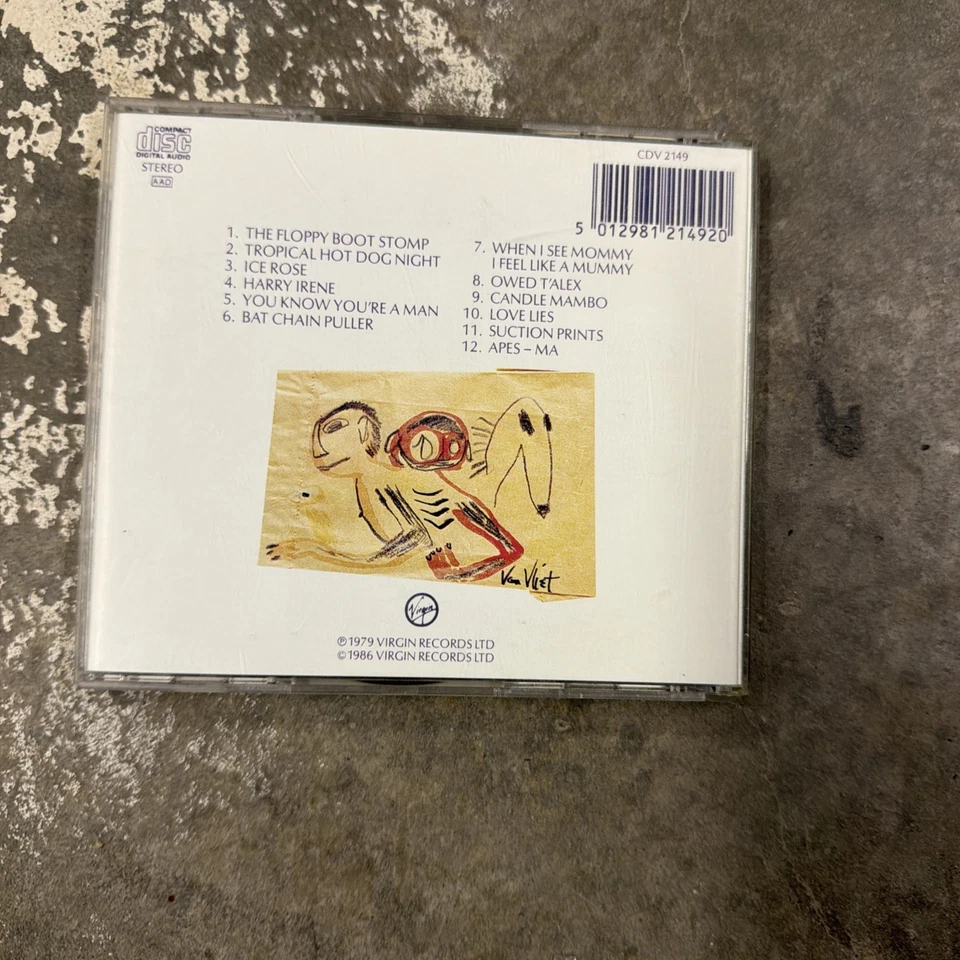 COMPACT
disc
DIGITAL AUDIO
STEREO
AAD
CDV 2149
5 012981 214920
1. THE FLOPPY BOOT STOMP
2. TROPICAL HOT DOG NIGHT
3. ICE ROSE
4. HARRY IRENE
5. YOU KNOW YOU'RE A MAN
6. BAT CHAIN PULLER
7. WHEN I SEE MOMMY
I FEEL LIKE A MUMMY
8. OWED T'ALEX
9. CANDLE MAMBO
10. LOVE LIES
11. SUCTION PRINTS
12. APES – MA
Van Vliet
Virgin
℗ 1979 VIRGIN RECORDS LTD
© 1986 VIRGIN RECORDS LTD